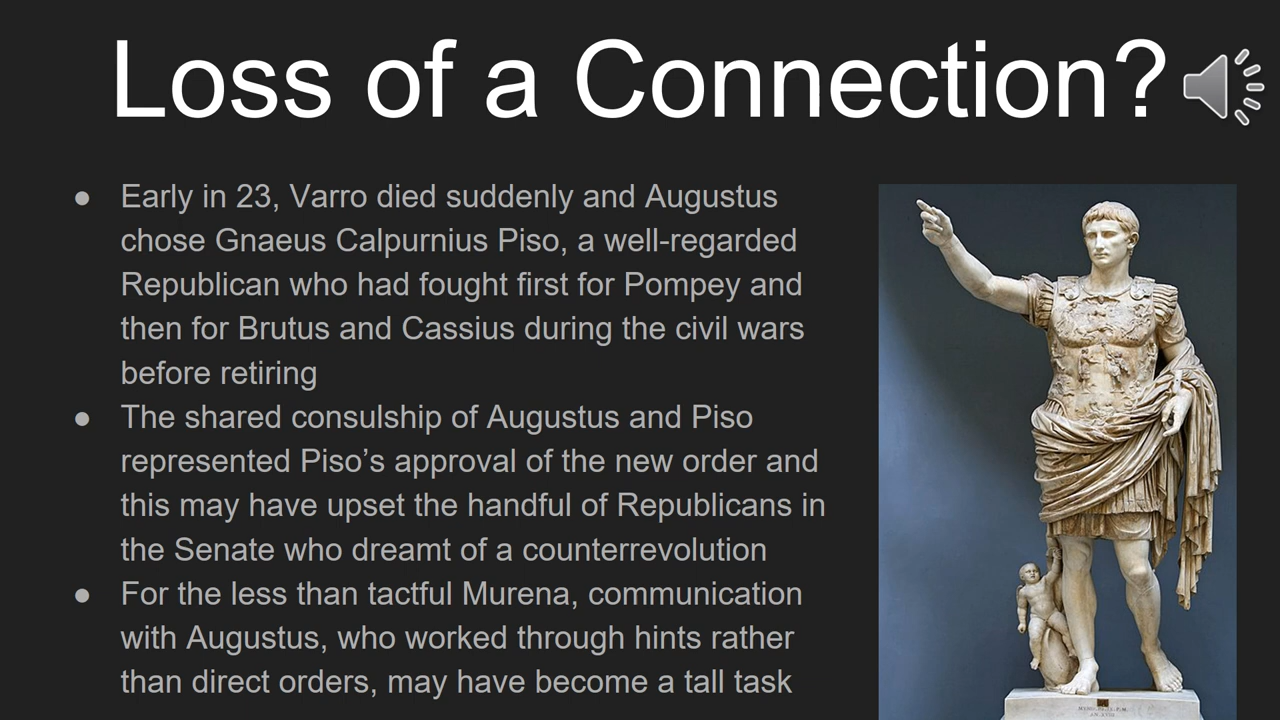 Loss of a Connection?
● Early in 23, Varro died suddenly and Augustus
chose Gnaeus Calpurnius Piso, a well-regarded
Republican who had fought first for Pompey and
then for Brutus and Cassius during the civil wars
before retiring
● The shared consulship of Augustus and Piso
represented Piso’s approval of the new order and
this may have upset the handful of Republicans in
the Senate who dreamt of a counterrevolution
● For the less than tactful Murena, communication
with Augustus, who worked through hints rather
than direct orders, may have become a tall task